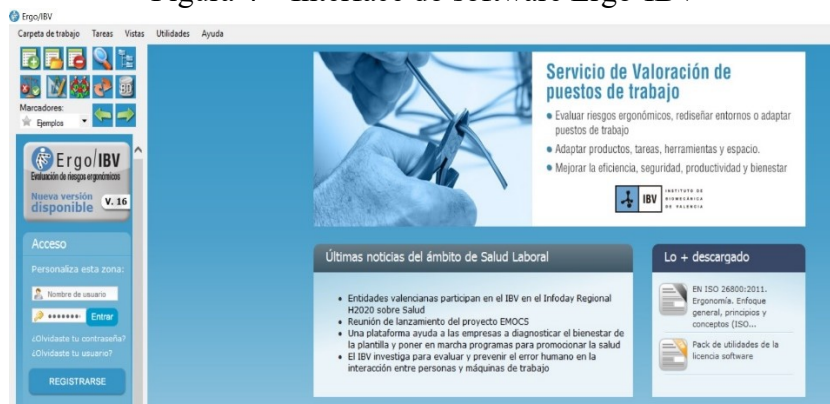 Ergo/IBV
Carpeta de trabajo Tareas Vistas Utilidades Ayuda
Marcadores:
Ejemplos
Ergo/IBV
Evaluación de riesgos ergonómicos
Nueva versión
disponible V. 16
Acceso
Personaliza esta zona:
Nombre de usuario
Entrar
¿Olvidaste tu contraseña?
¿Olvidaste tu usuario?
REGISTRARSE
Servicio de Valoración de
puestos de trabajo
• Evaluar riesgos ergonómicos, rediseñar entornos o adaptar
puestos de trabajo
• Adaptar productos, tareas, herramientas y espacio.
• Mejorar la eficiencia, seguridad, productividad y bienestar
IBV
INSTITUTO DE
BIOMECÁNICA
DE VALENCIA
Últimas noticias del ámbito de Salud Laboral
• Entidades valencianas participan en el IBV en el Infoday Regional
H2020 sobre Salud
• Reunión de lanzamiento del proyecto EMOCS
• Una plataforma ayuda a las empresas a diagnosticar el bienestar de
la plantilla y poner en marcha programas para promocionar la salud
• El IBV investiga para evaluar y prevenir el error humano en la
interacción entre personas y máquinas de trabajo
Lo + descargado
EN ISO 26800:2011.
Ergonomía. Enfoque
general, principios y
conceptos (ISO...
Pack de utilidades de la
licencia software